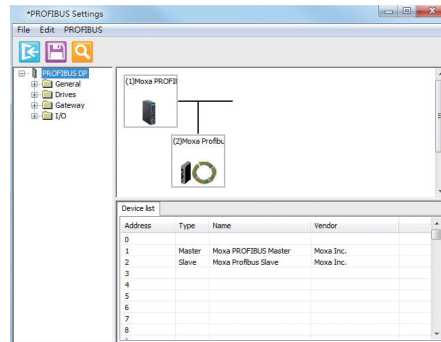 *PROFIBUS Settings
File Edit PROFIBUS
PROFIBUS DP
General
Drives
Gateway
I/O
(1)Moxa PROFI
(2)Moxa Profibu
Device list
Address Type Name Vendor
0
1 Master Moxa PROFIBUS Master Moxa Inc.
2 Slave Moxa Profibus Slave Moxa Inc.
3
4
5
6
7
8